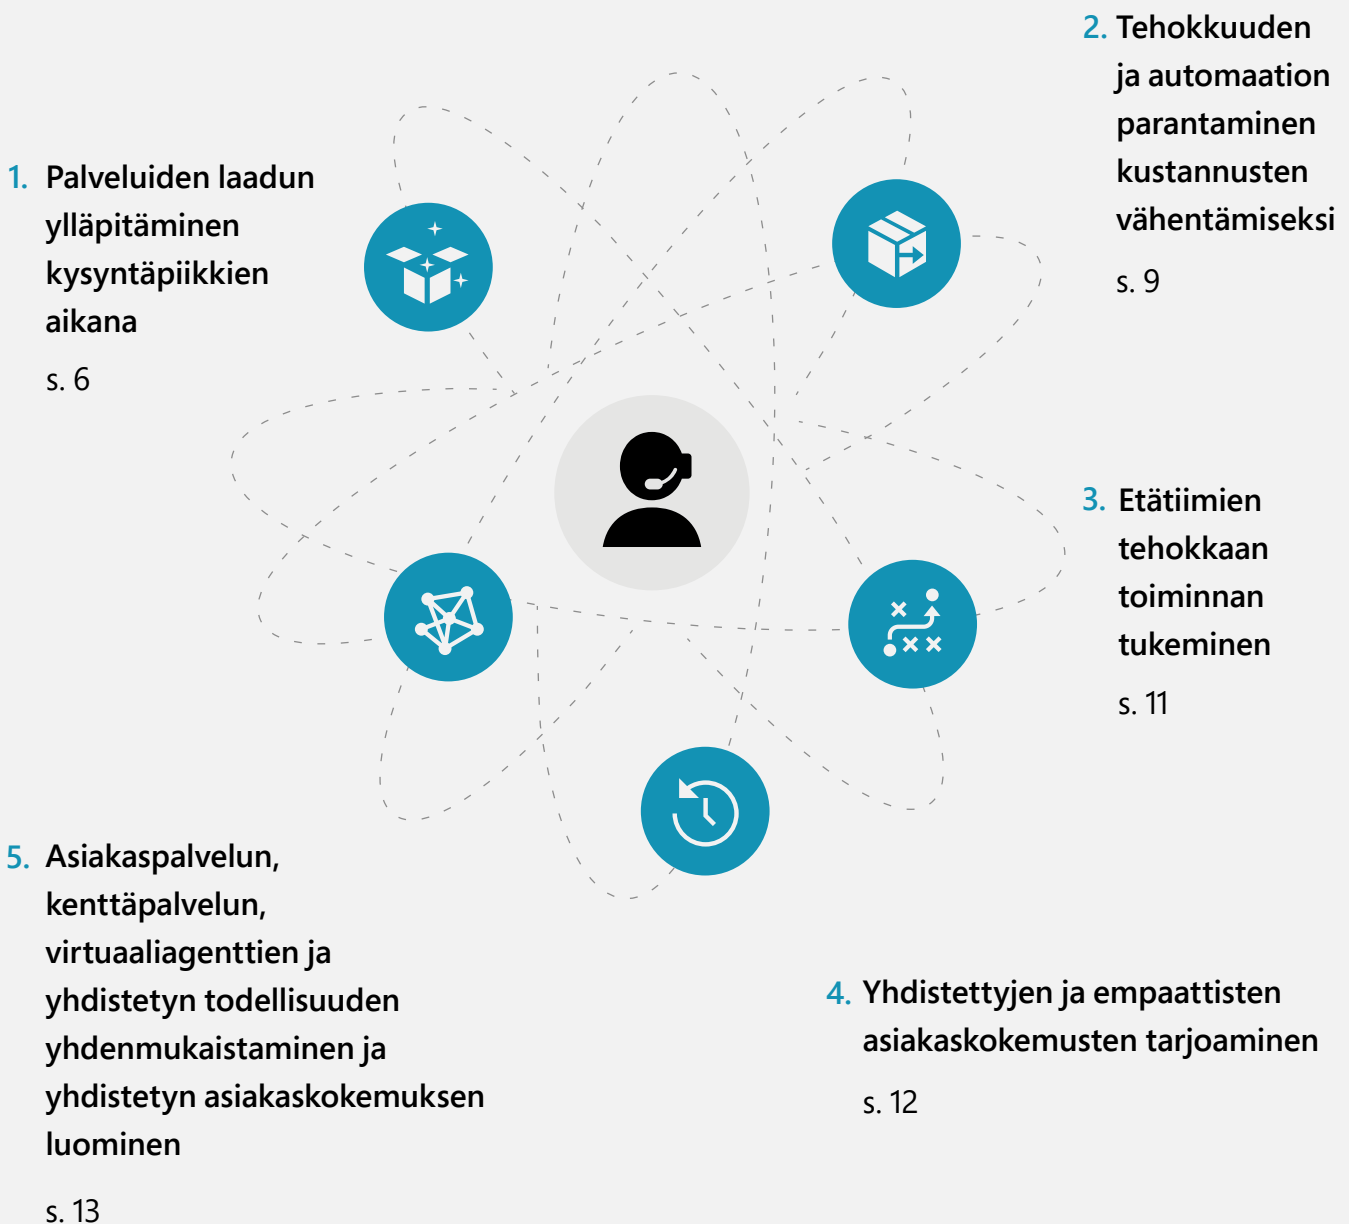 1. Palveluiden laadun
ylläpitäminen
kysyntäpiikkien
aikana
s. 6
2. Tehokkuuden
ja automaation
parantaminen
kustannusten
vähentämiseksi
s. 9
3. Etätiimien
tehokkaan
toiminnan
tukeminen
s. 11
4. Yhdistettyjen ja empaattisten
asiakaskokemusten tarjoaminen
s. 12
5. Asiakaspalvelun,
kenttäpalvelun,
virtuaaliagenttien ja
yhdistetyn todellisuuden
yhdenmukaistaminen ja
yhdistetyn asiakaskokemuksen
luominen
s. 13